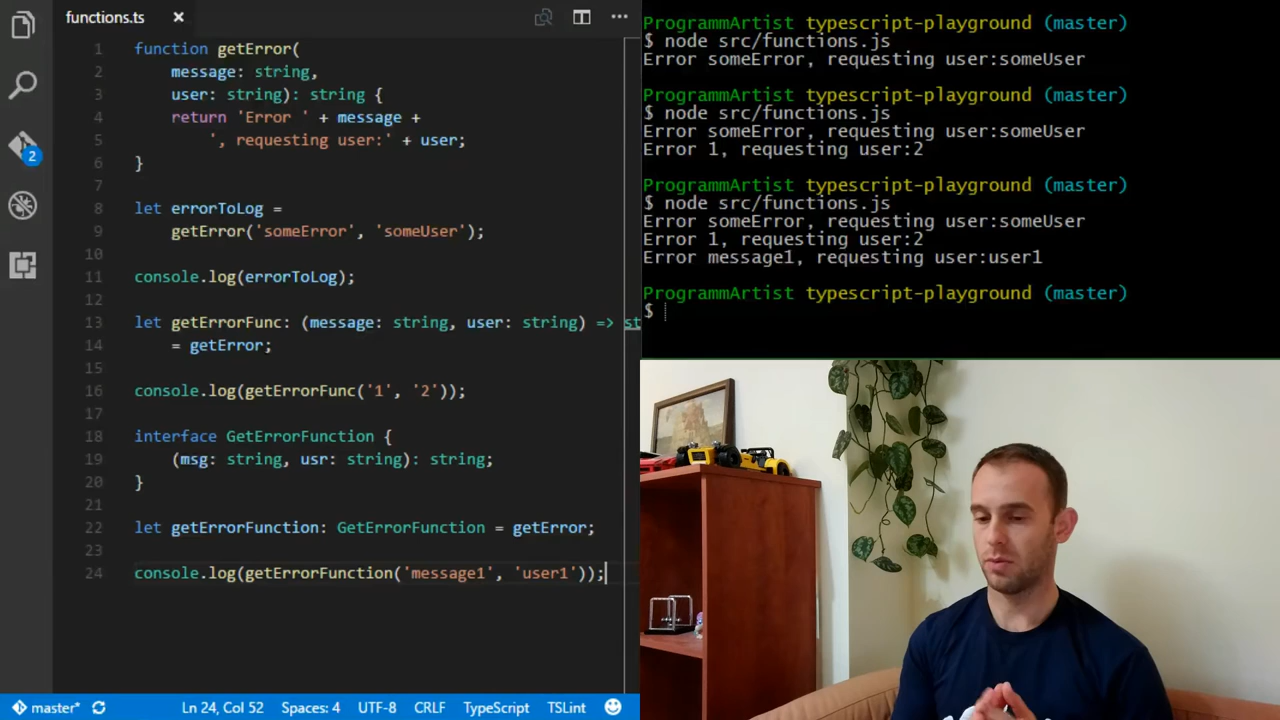 functions.ts
1 function getError(
2 message: string,
3 user: string): string {
4 return 'Error ' + message +
5 ', requesting user:' + user;
6 }
7
8 let errorToLog =
9 getError('someError', 'someUser');
10
11 console.log(errorToLog);
12
13 let getErrorFunc: (message: string, user: string) => st
14 = getError;
15
16 console.log(getErrorFunc('1', '2'));
17
18 interface GetErrorFunction {
19 (msg: string, usr: string): string;
20 }
21
22 let getErrorFunction: GetErrorFunction = getError;
23
24 console.log(getErrorFunction('message1', 'user1'));
2
master* Ln 24, Col 52 Spaces: 4 UTF-8 CRLF TypeScript TSLint
ProgrammArtist typescript-playground (master)
$ node src/functions.js
Error someError, requesting user:someUser
ProgrammArtist typescript-playground (master)
$ node src/functions.js
Error someError, requesting user:someUser
Error 1, requesting user:2
ProgrammArtist typescript-playground (master)
$ node src/functions.js
Error someError, requesting user:someUser
Error 1, requesting user:2
Error message1, requesting user:user1
ProgrammArtist typescript-playground (master)
$